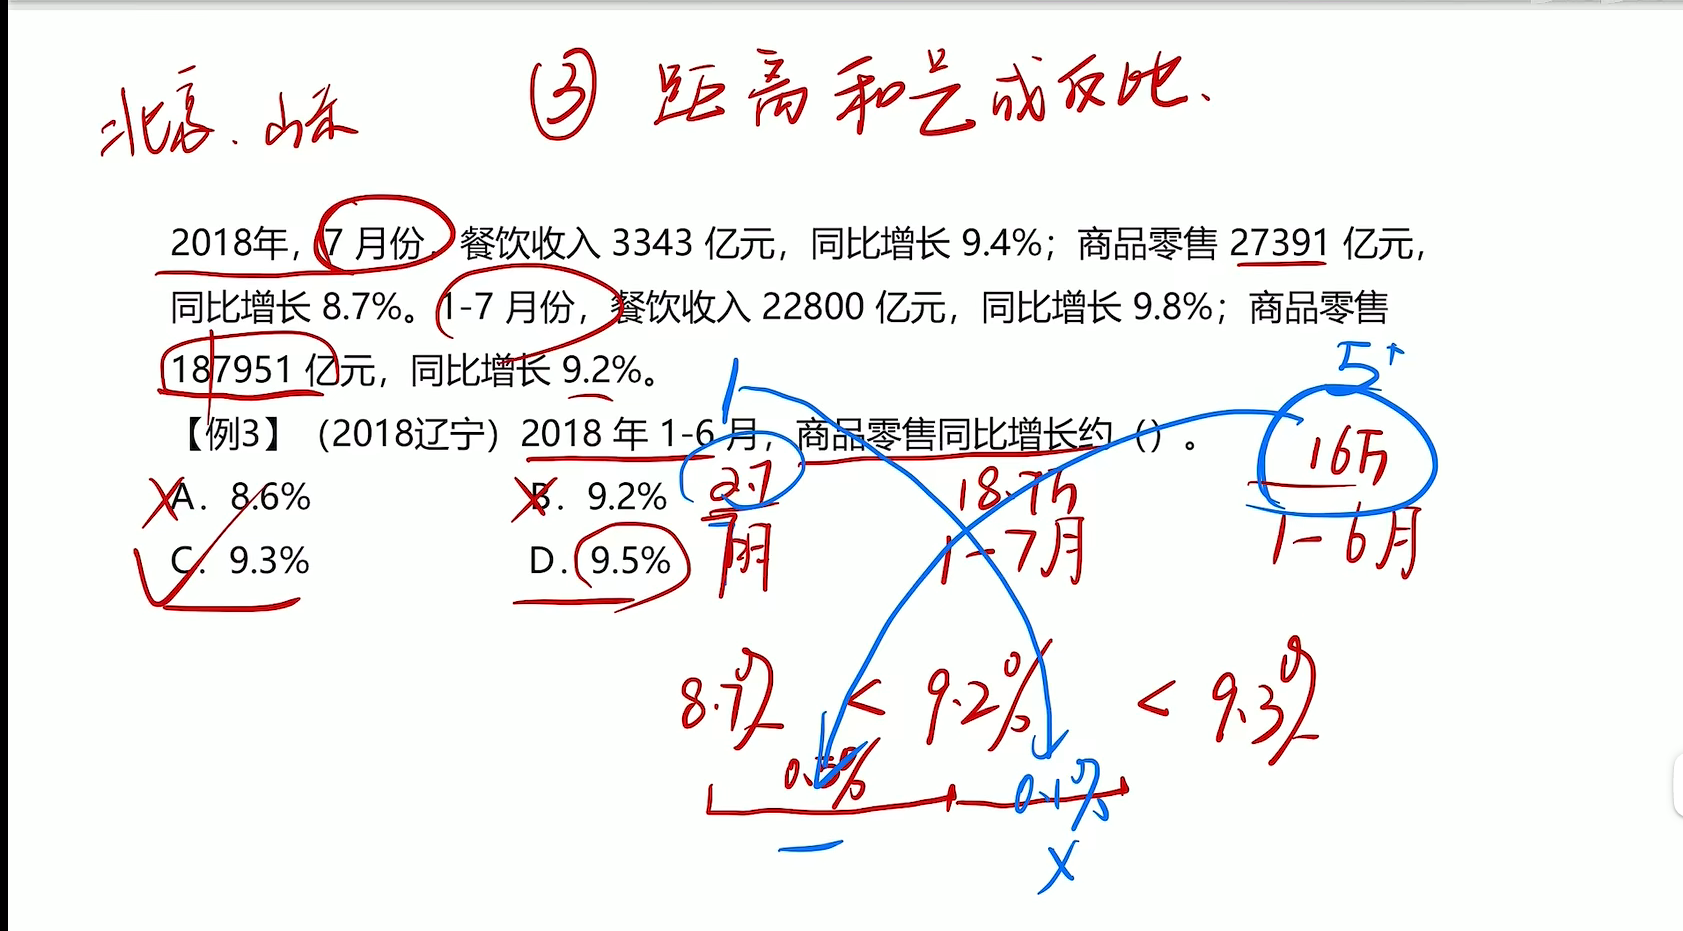 ③ 距离和量成反比.
北京. 山东
2018年，7 月份，餐饮收入 3343 亿元，同比增长 9.4%；商品零售 27391 亿元，
同比增长 8.7%。1-7 月份，餐饮收入 22800 亿元，同比增长 9.8%；商品零售
187951 亿元，同比增长 9.2%。
1 5+
【例3】（2018辽宁）2018 年 1-6 月，商品零售同比增长约（）。
2.7 18.7万 16万
A. 8.6% B. 9.2%
7月 1-7月 1-6月
C. 9.3% D. 9.5%
8.7% < 9.2% < 9.3%
0.5% 0.1%
x